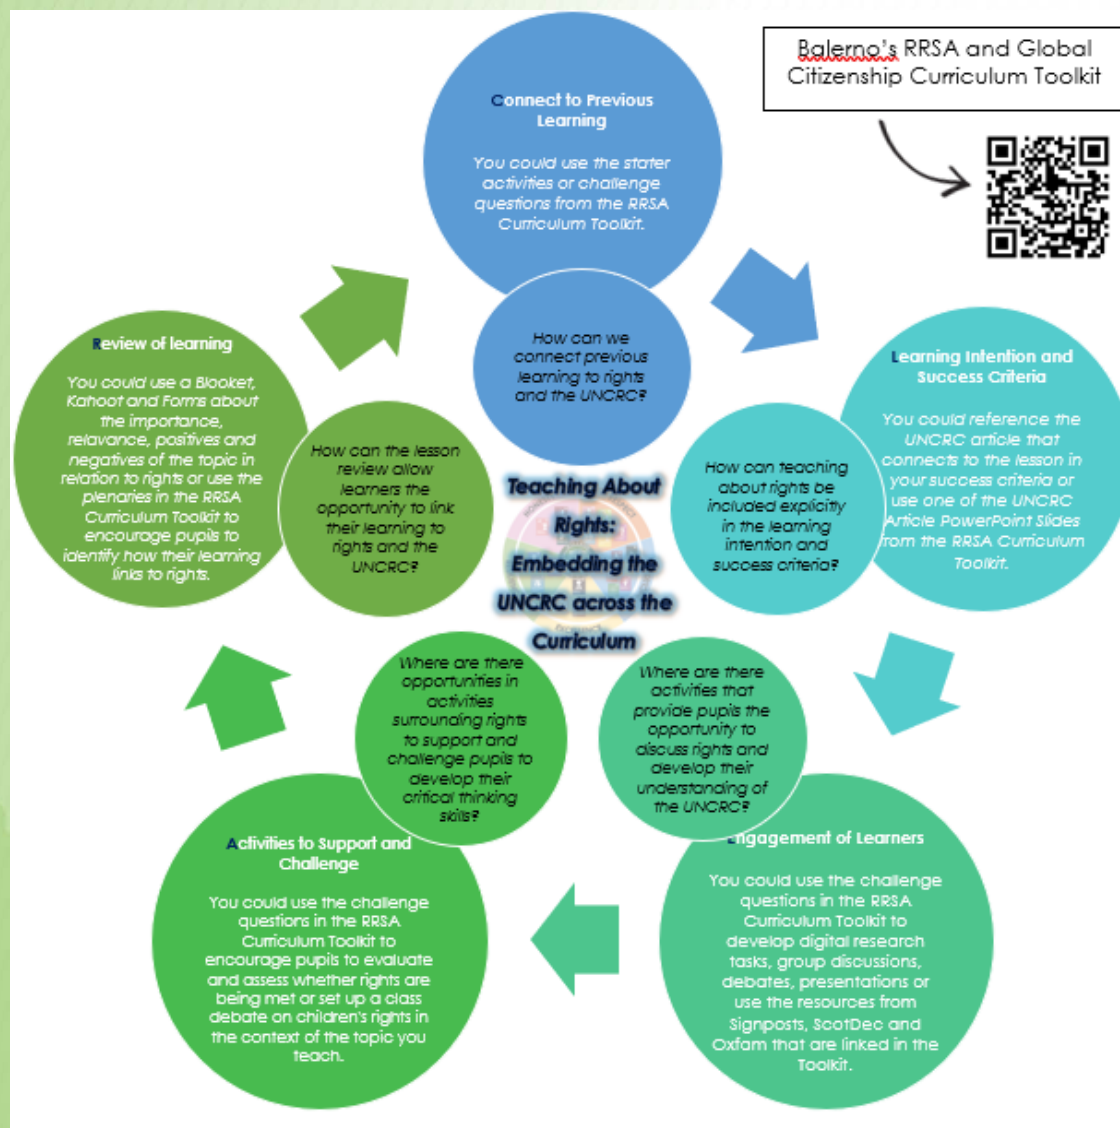 Balerno's RRSA and Global
Citizenship Curriculum Toolkit
Connect to Previous
Learning
You could use the stater
activities or challenge
questions from the RRSA
Curriculum Toolkit.
How can we
connect previous
learning to rights
and the UNCRC?
Learning Intention and
Success Criteria
You could reference the
UNCRC article that
connects to the lesson in
your success criteria or
use one of the UNCRC
Article PowerPoint Slides
from the RRSA Curriculum
Toolkit.
How can teaching
about rights be
included explicitly
in the learning
intention and
success criteria?
Engagement of Learners
You could use the challenge
questions in the RRSA
Curriculum Toolkit to
develop digital research
tasks, group discussions,
debates, presentations or
use the resources from
Signposts, ScotDec and
Oxfam that are linked in the
Toolkit.
Where are there
activities that
provide pupils the
opportunity to
discuss rights and
develop their
understanding of
the UNCRC?
Activities to Support and
Challenge
You could use the challenge
questions in the RRSA
Curriculum Toolkit to
encourage pupils to evaluate
and assess whether rights are
being met or set up a class
debate on children's rights in
the context of the topic you
teach.
Where are there
opportunities in
activities
surrounding rights
to support and
challenge pupils to
develop their
critical thinking
skills?
Review of learning
You could use a Blooket,
Kahoot and Forms about
the importance,
relavance, positives and
negatives of the topic in
relation to rights or use the
plenaries in the RRSA
Curriculum Toolkit to
encourage pupils to
identify how their learning
links to rights.
How can the lesson
review allow
learners the
opportunity to link
their learning to
rights and the
UNCRC?
Teaching About
Rights:
Embedding the
UNCRC across the
Curriculum